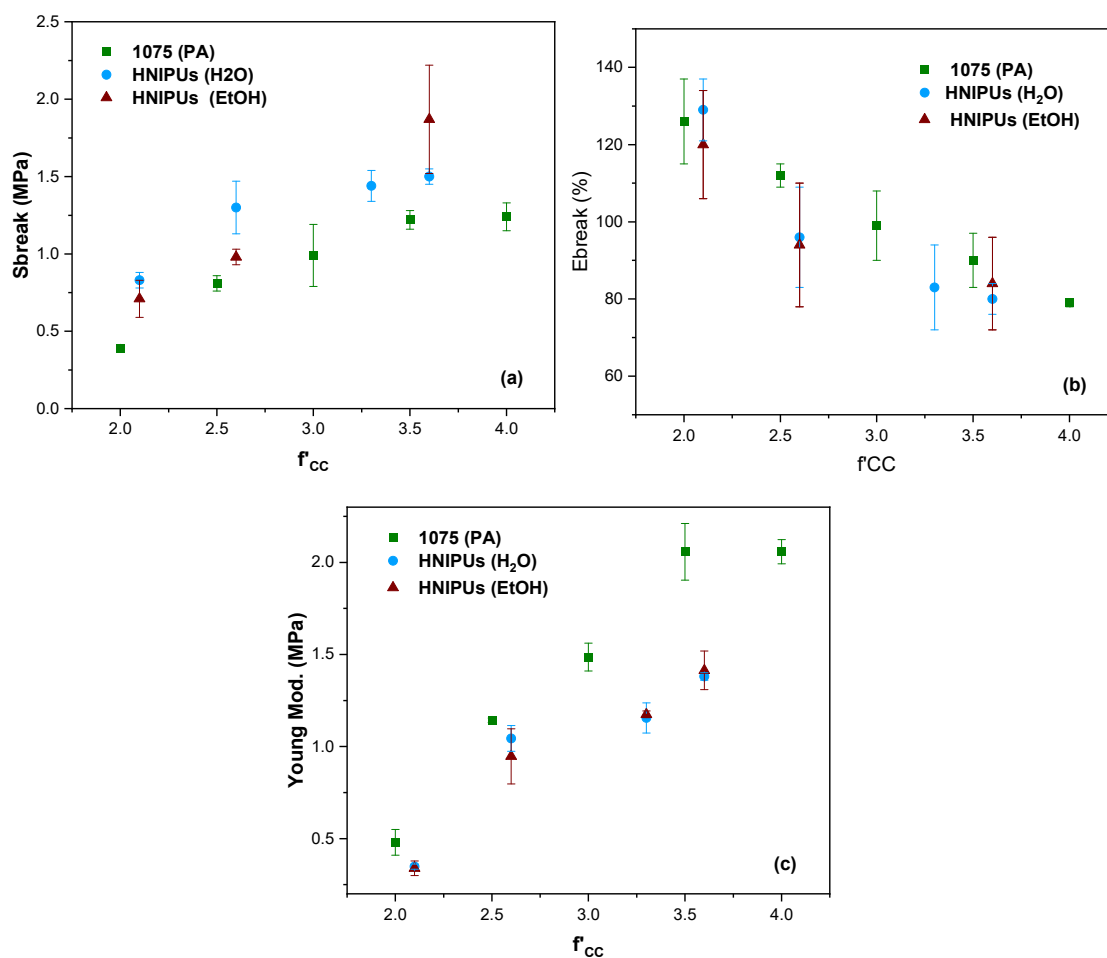 2.5
2.0
1.5
1.0
0.5
0.0
Sbreak (MPa)
1075 (PA)
HNIPUs (H2O)
HNIPUs (EtOH)
(a)
2.0 2.5 3.0 3.5 4.0
f'CC
140
120
100
80
60
Ebreak (%)
1075 (PA)
HNIPUs (H₂O)
HNIPUs (EtOH)
(b)
2.0 2.5 3.0 3.5 4.0
f'CC
2.0
1.5
1.0
0.5
Young Mod. (MPa)
1075 (PA)
HNIPUs (H₂O)
HNIPUs (EtOH)
(c)
2.0 2.5 3.0 3.5 4.0
f'CC